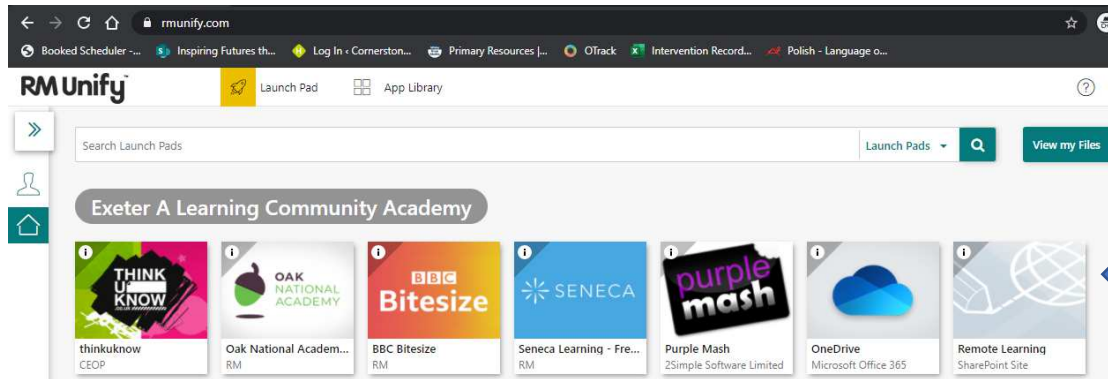 rmunify.com
Booked Scheduler -... Inspiring Futures th... Log In ‹ Cornerston... Primary Resources |... OTrack Intervention Record... Polish - Language o...
RM Unify Launch Pad App Library
Search Launch Pads Launch Pads View my Files
Exeter A Learning Community Academy
THINK U KNOW OAK NATIONAL ACADEMY BBC Bitesize SENECA purple mash
thinkuknow Oak National Academ... BBC Bitesize Seneca Learning - Fre... Purple Mash OneDrive Remote Learning
CEOP RM RM RM 2Simple Software Limited Microsoft Office 365 SharePoint Site